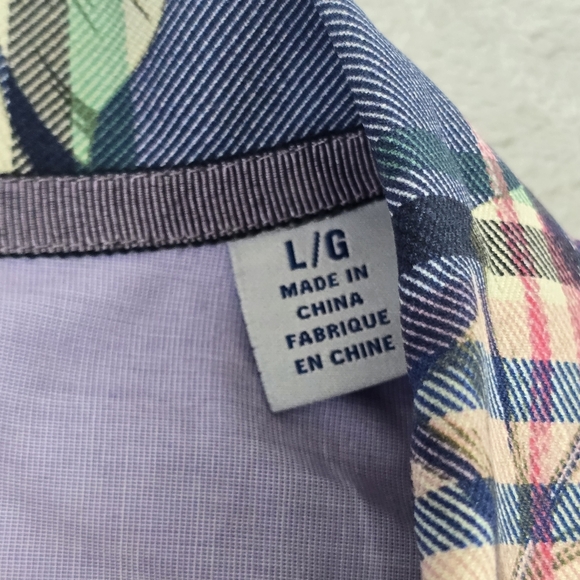 L/G
MADE IN
CHINA
FABRIQUE
EN CHINE